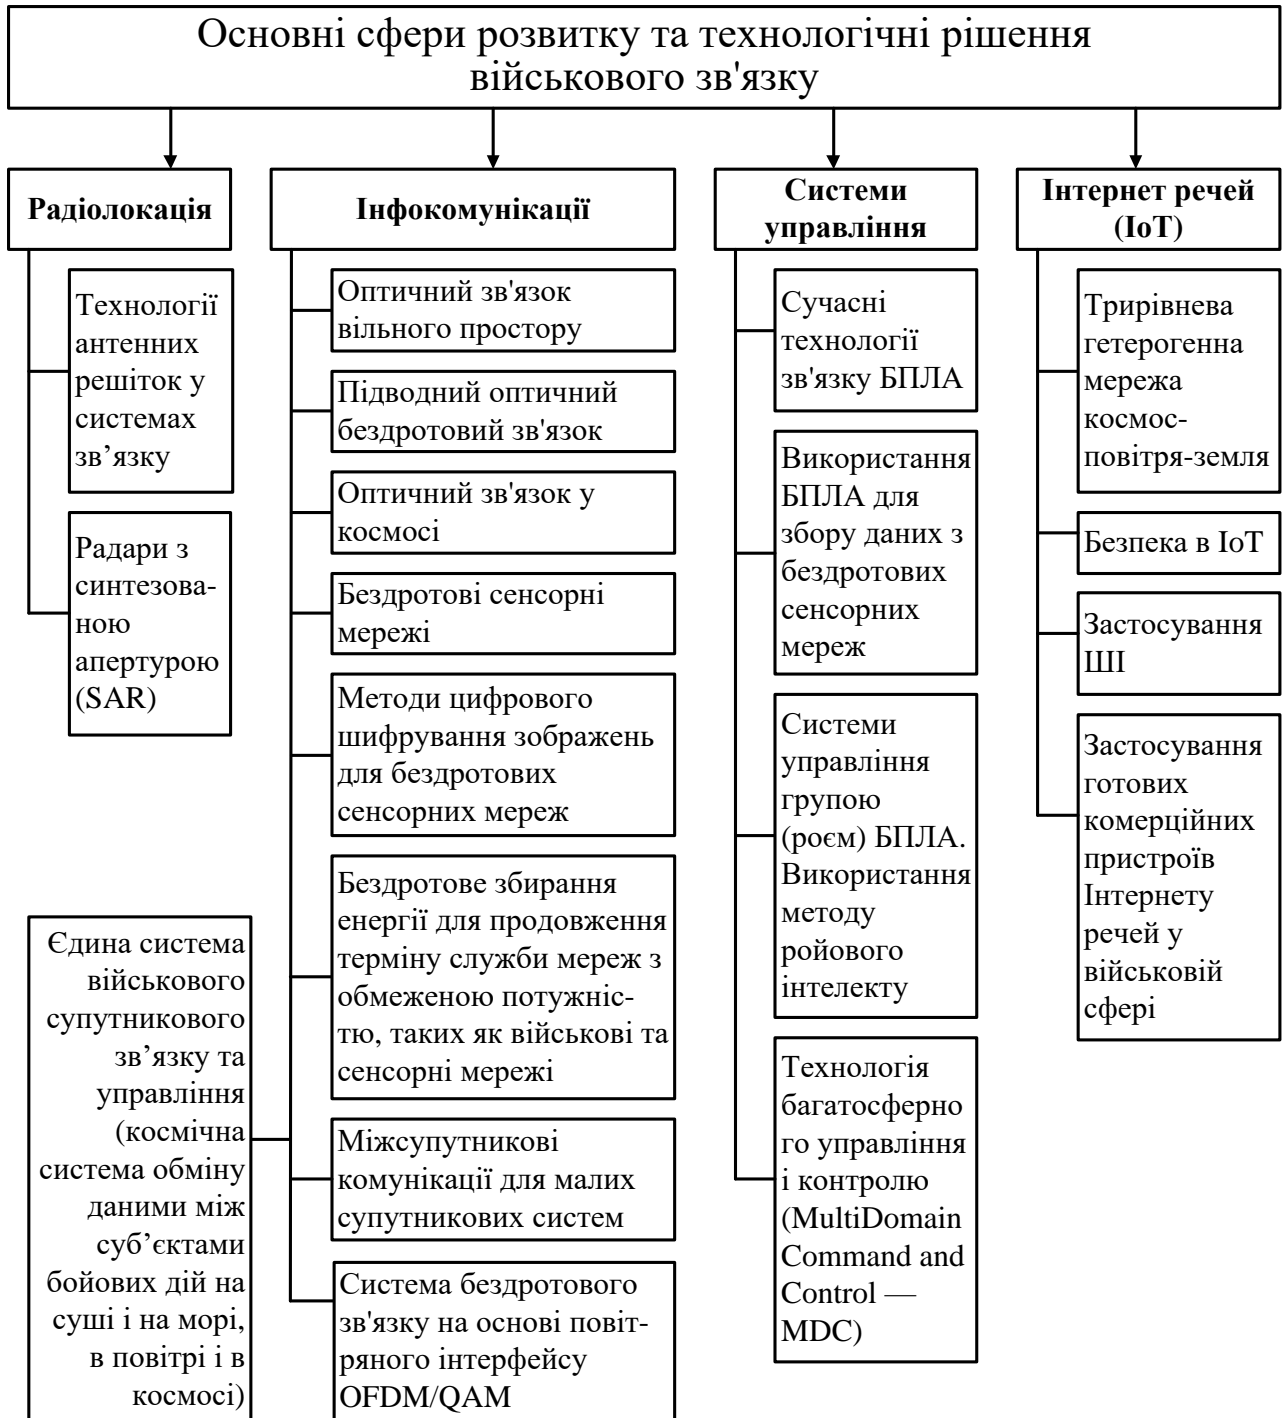 Основні сфери розвитку та технологічні рішення
військового зв'язку
Радіолокація
Технології
антенних
решіток у
системах
зв’язку
Радари з
синтезова-
ною
апертурою
(SAR)
Інфокомунікації
Оптичний зв'язок
вільного простору
Підводний оптичний
бездротовий зв'язок
Оптичний зв'язок у
космосі
Бездротові сенсорні
мережі
Методи цифрового
шифрування зображень
для бездротових
сенсорних мереж
Бездротове збирання
енергії для продовження
терміну служби мереж з
обмеженою потужніс-
тю, таких як військові та
сенсорні мережі
Міжсупутникові
комунікації для малих
супутникових систем
Система бездротового
зв'язку на основі повіт-
ряного інтерфейсу
OFDM/QAM
Єдина система
військового
супутникового
зв’язку та
управління
(космічна
система обміну
даними між
суб’єктами
бойових дій на
суші і на морі,
в повітрі і в
космосі)
Системи
управління
Сучасні
технології
зв'язку БПЛА
Використання
БПЛА для
збору даних з
бездротових
сенсорних
мереж
Системи
управління
групою
(роєм) БПЛА.
Використання
методу
ройового
інтелекту
Технологія
багатосферно
го управління
і контролю
(MultiDomain
Command and
Control —
MDC)
Інтернет речей
(IoT)
Трирівнева
гетерогенна
мережа
космос-
повітря-земля
Безпека в IoT
Застосування
ШІ
Застосування
готових
комерційних
пристроїв
Інтернету
речей у
військовій
сфері